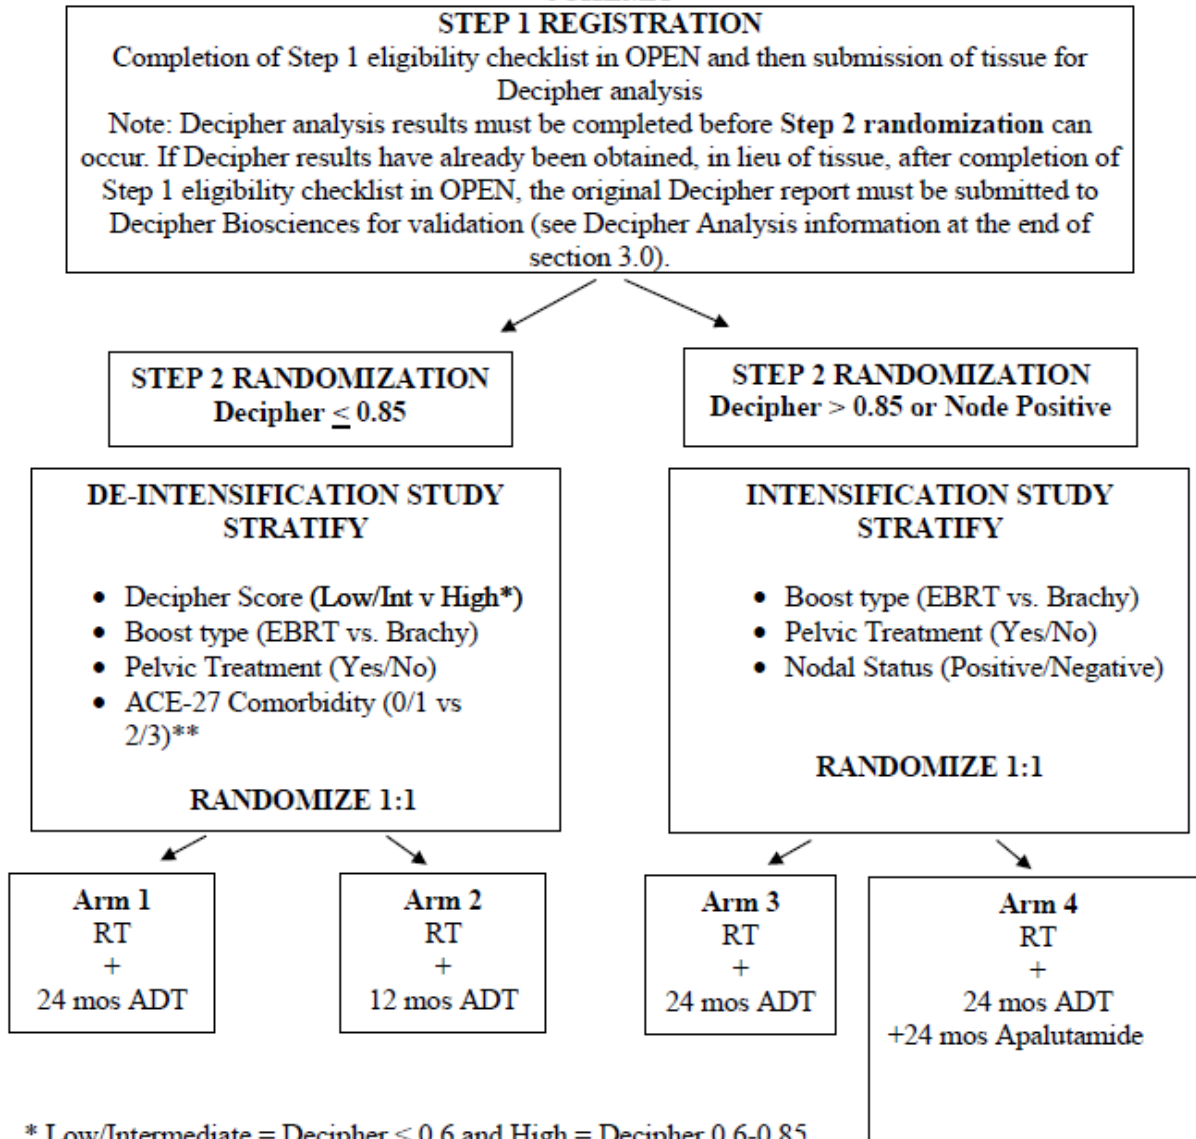 STEP 1 REGISTRATION
Completion of Step 1 eligibility checklist in OPEN and then submission of tissue for
Decipher analysis
Note: Decipher analysis results must be completed before Step 2 randomization can
occur. If Decipher results have already been obtained, in lieu of tissue, after completion of
Step 1 eligibility checklist in OPEN, the original Decipher report must be submitted to
Decipher Biosciences for validation (see Decipher Analysis information at the end of
section 3.0).
STEP 2 RANDOMIZATION
Decipher ≤ 0.85
STEP 2 RANDOMIZATION
Decipher > 0.85 or Node Positive
DE-INTENSIFICATION STUDY
STRATIFY
• Decipher Score (Low/Int v High*)
• Boost type (EBRT vs. Brachy)
• Pelvic Treatment (Yes/No)
• ACE-27 Comorbidity (0/1 vs
2/3)**
RANDOMIZE 1:1
INTENSIFICATION STUDY
STRATIFY
• Boost type (EBRT vs. Brachy)
• Pelvic Treatment (Yes/No)
• Nodal Status (Positive/Negative)
RANDOMIZE 1:1
Arm 1
RT
+
24 mos ADT
Arm 2
RT
+
12 mos ADT
Arm 3
RT
+
24 mos ADT
Arm 4
RT
+
24 mos ADT
+24 mos Apalutamide
* Low/Intermediate = Decipher < 0.6 and High = Decipher 0.6-0.85